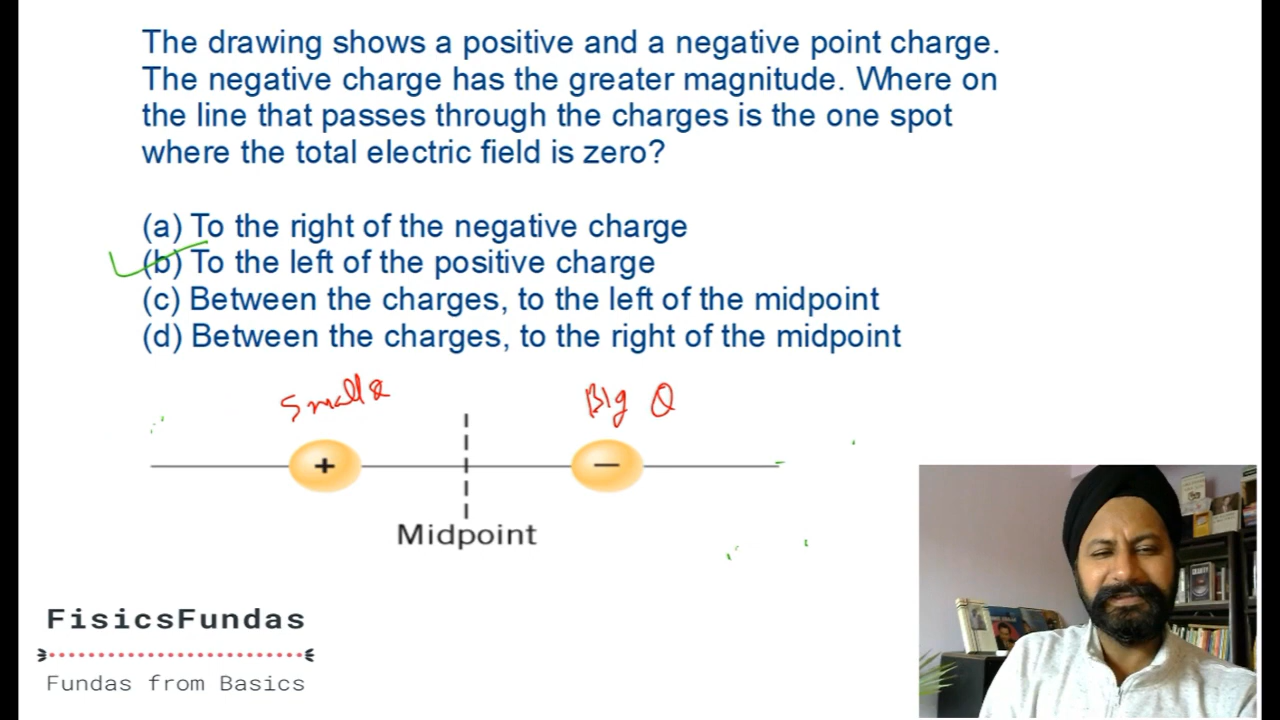 The drawing shows a positive and a negative point charge.
The negative charge has the greater magnitude. Where on
the line that passes through the charges is the one spot
where the total electric field is zero?
(a) To the right of the negative charge
(b) To the left of the positive charge
(c) Between the charges, to the left of the midpoint
(d) Between the charges, to the right of the midpoint
Small
Big Q
+
−
Midpoint
FisicsFundas
Fundas from Basics